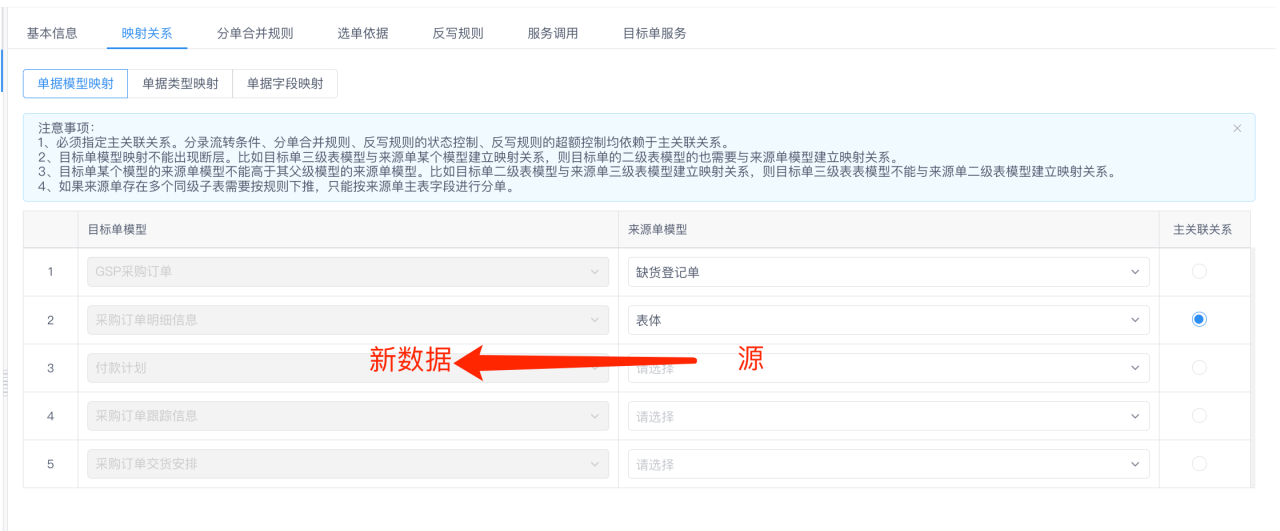 基本信息 映射关系 分单合并规则 选单依据 反写规则 服务调用 目标单服务
单据模型映射 单据类型映射 单据字段映射
注意事项:
1、必须指定主关联关系。分录流转条件、分单合并规则、反写规则的状态控制、反写规则的超额控制均依赖于主关联关系。
2、目标单模型映射不能出现断层。比如目标单三级表模型与来源单某个模型建立映射关系，则目标单的二级表模型的也需要与来源单模型建立映射关系。
3、目标单某个模型的来源单模型不能高于其父级模型的来源单模型。比如目标单二级表模型与来源单三级表模型建立映射关系，则目标单三级表表模型不能与来源单二级表模型建立映射关系。
4、如果来源单存在多个同级子表需要按规则下推，只能按来源单主表字段进行分单。
目标单模型 来源单模型 主关联关系
1 GSP采购订单 缺货登记单
2 采购订单明细信息 表体
新数据 源
3 付款计划 请选择
4 采购订单跟踪信息 请选择
5 采购订单交货安排 请选择